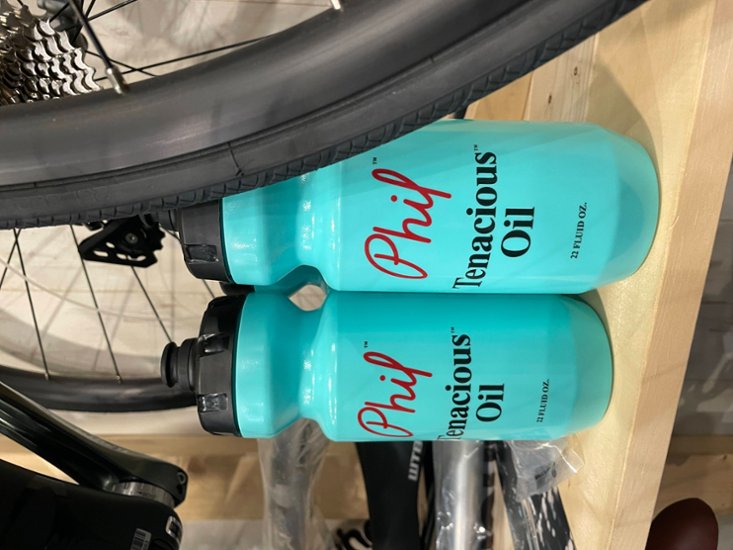 Phil™
Tenacious™
Oil
22 FLUID OZ.
Phil™
Tenacious™
Oil
22 FLUID OZ.